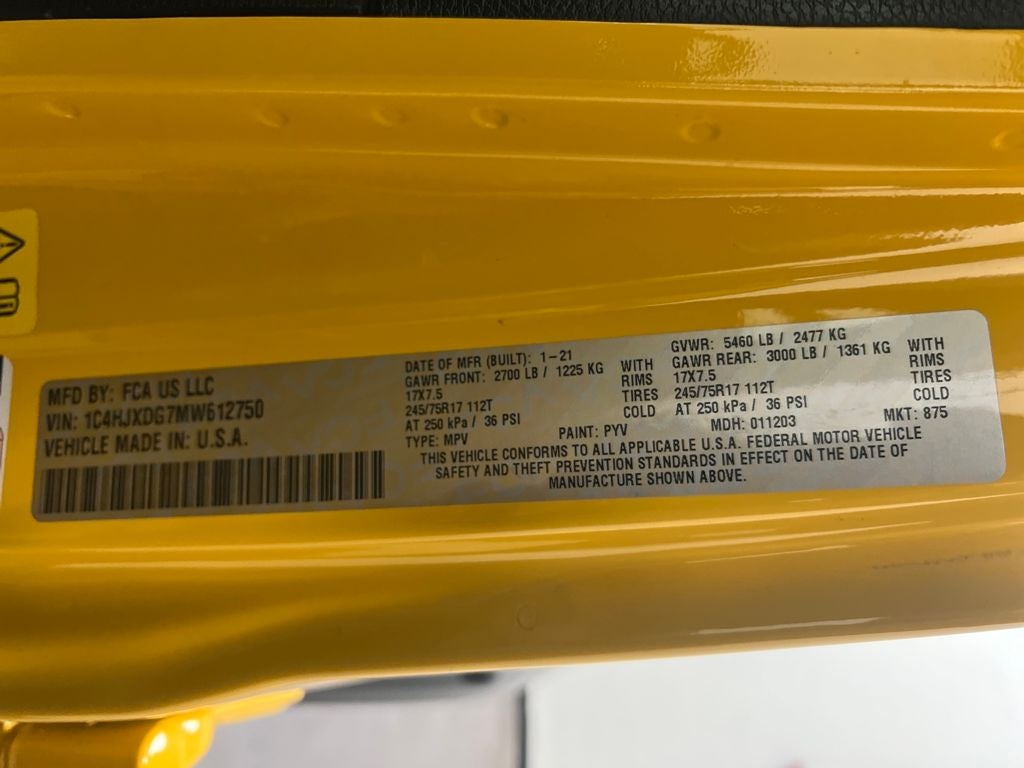 MFD BY: FCA US LLC
VIN: 1C4HJXDG7MW612750
VEHICLE MADE IN: U.S.A.
DATE OF MFR (BUILT): 1-21
GAWR FRONT: 2700 LB / 1225 KG WITH
17X7.5 RIMS
245/75R17 112T TIRES
AT 250 kPa / 36 PSI COLD
TYPE: MPV PAINT: PYV
GVWR: 5460 LB / 2477 KG
GAWR REAR: 3000 LB / 1361 KG WITH
17X7.5 RIMS
245/75R17 112T TIRES
AT 250 kPa / 36 PSI COLD
MDH: 011203 MKT: 875
THIS VEHICLE CONFORMS TO ALL APPLICABLE U.S.A. FEDERAL MOTOR VEHICLE
SAFETY AND THEFT PREVENTION STANDARDS IN EFFECT ON THE DATE OF
MANUFACTURE SHOWN ABOVE.